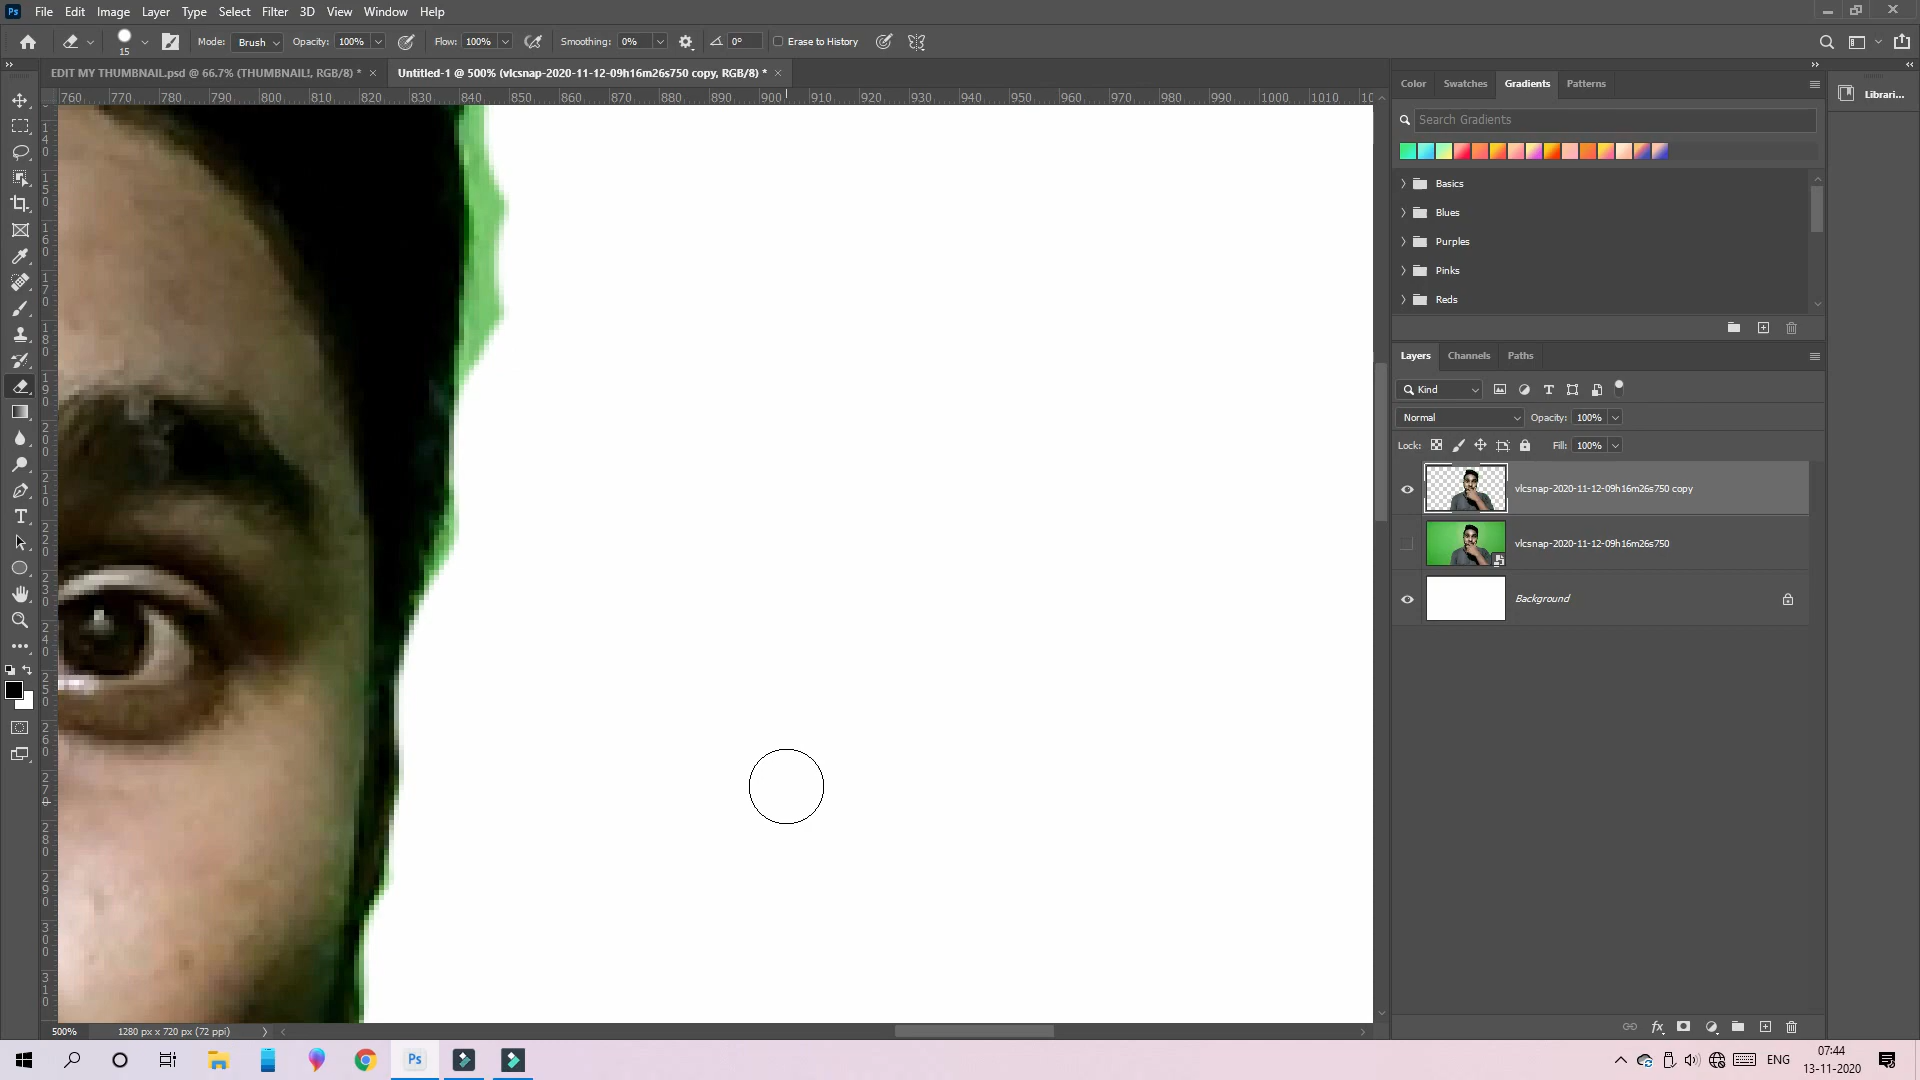 Ps File Edit Image Layer Type Select Filter 3D View Window Help
15 Mode: Brush Opacity: 100% Flow: 100% Smoothing: 0% 0° Erase to History
EDIT MY THUMBNAIL.psd @ 66.7% (THUMBNAIL!, RGB/8) * × Untitled-1 @ 500% (vlcsnap-2020-11-12-09h16m26s750 copy, RGB/8) * ×
760 770 780 790 800 810 820 830 840 850 860 870 880 890 900 910 920 930 940 950 960 970 980 990 1000 1010
140
150
160
170
180
190
200
210
220
230
240
250
260
270
280
290
300
310
Color Swatches Gradients Patterns
Librari...
Search Gradients
Basics
Blues
Purples
Pinks
Reds
Layers Channels Paths
Kind
Normal Opacity: 100%
Lock: Fill: 100%
vlcsnap-2020-11-12-09h16m26s750 copy
vlcsnap-2020-11-12-09h16m26s750
Background
fx
500% 1280 px x 720 px (72 ppi)
Ps ENG 07:44
13-11-2020